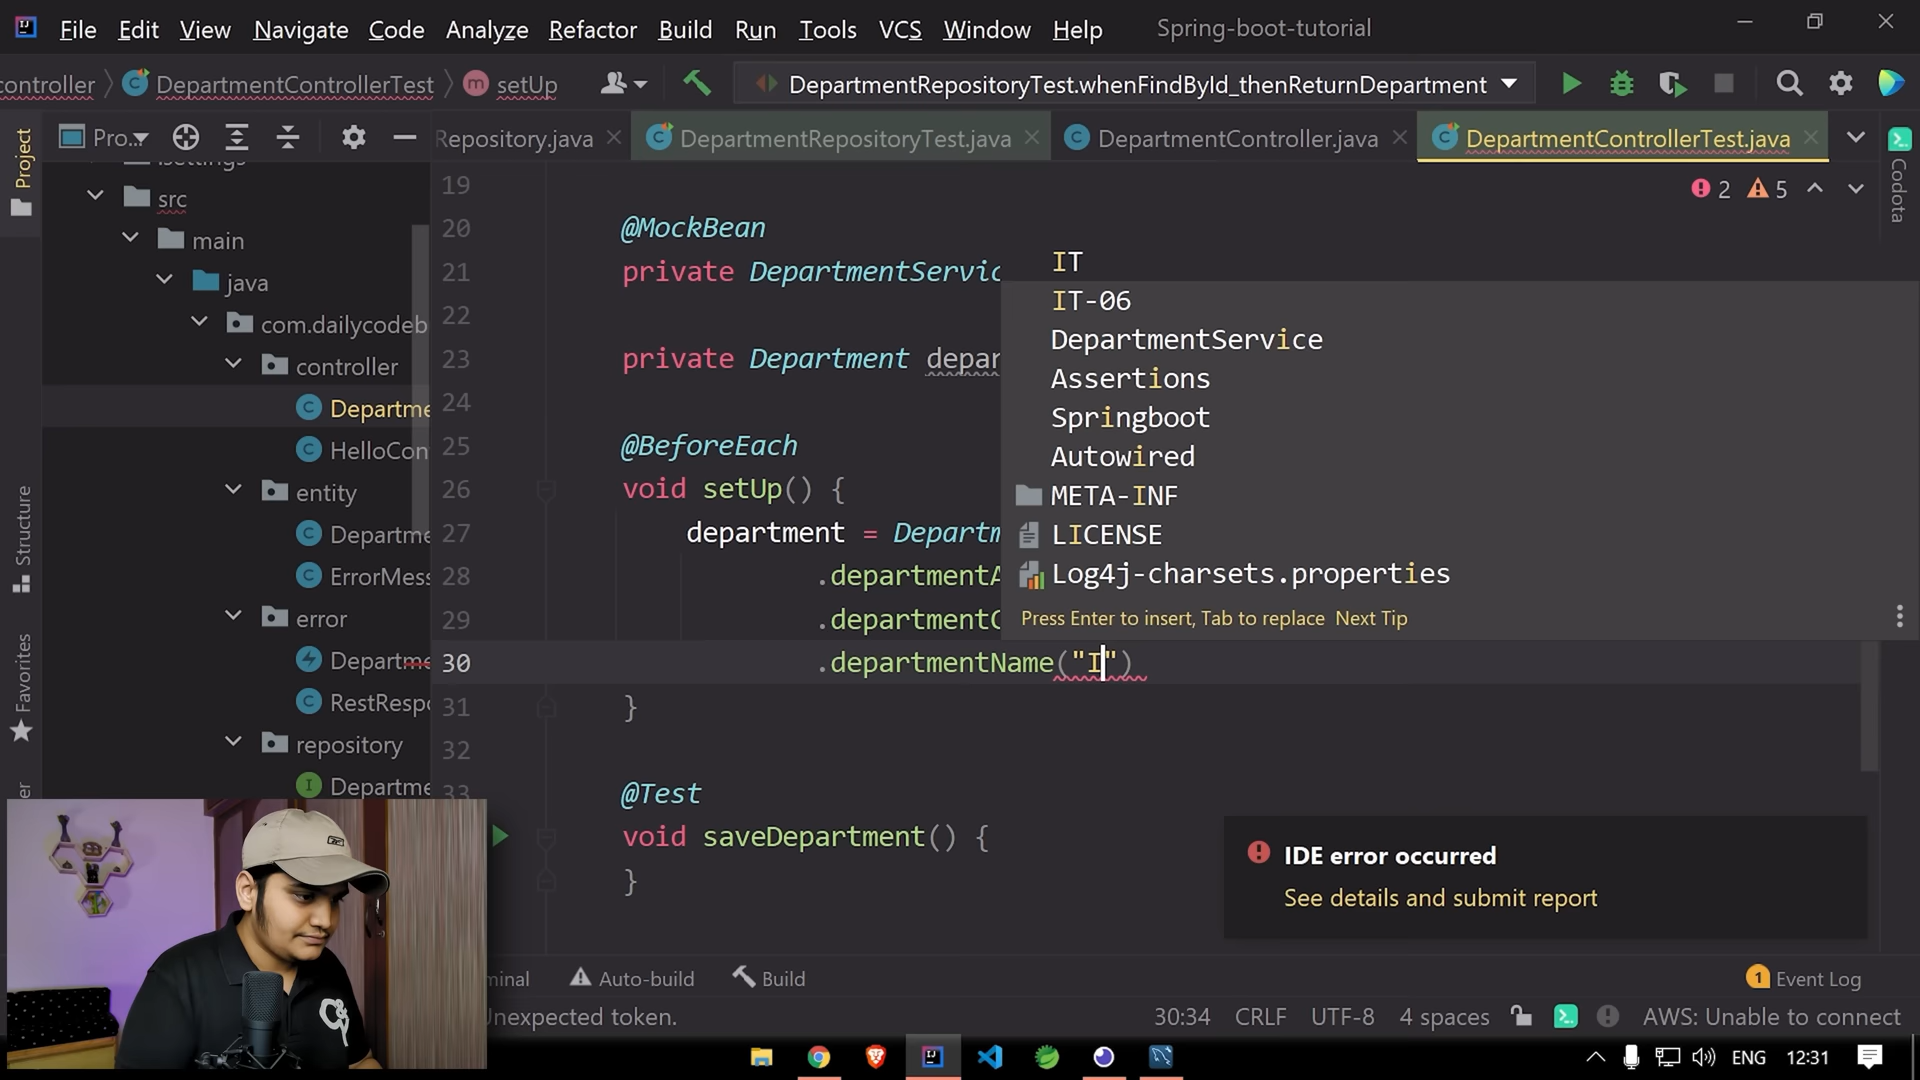 File Edit View Navigate Code Analyze Refactor Build Run Tools VCS Window Help Spring-boot-tutorial
controller DepartmentControllerTest setUp DepartmentRepositoryTest.whenFindById_thenReturnDepartment
Pro... Repository.java DepartmentRepositoryTest.java DepartmentController.java DepartmentControllerTest.java
Project
Structure
Favorites
Codota
src
main
java
com.dailycodeb
controller
Departme
HelloCon
entity
Departme
ErrorMess
error
Departme
RestRespo
repository
Departme
2 5
19
20 @MockBean
21 private DepartmentServic
22
23 private Department depar
24
25 @BeforeEach
26 void setUp() {
27 department = Departm
28 .departmentA
29 .departmentC
30 .departmentName("I")
31 }
32
33 @Test
void saveDepartment() {
}
IT
IT-06
DepartmentService
Assertions
Springboot
Autowired
META-INF
LICENSE
Log4j-charsets.properties
Press Enter to insert, Tab to replace Next Tip
IDE error occurred
See details and submit report
minal Auto-build Build 1 Event Log
Unexpected token. 30:34 CRLF UTF-8 4 spaces AWS: Unable to connect
ENG 12:31